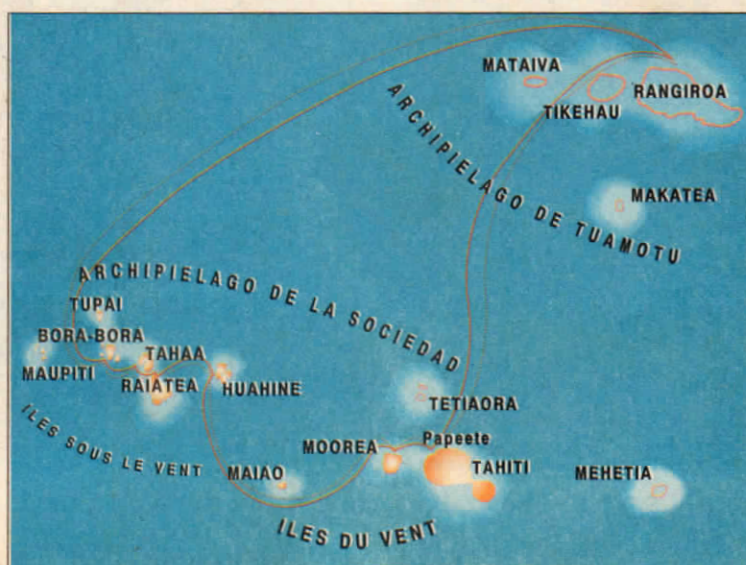 MATAIVA
TIKEHAU
RANGIROA
ARCHIPIELAGO DE TUAMOTU
MAKATEA
ARCHIPIELAGO DE LA SOCIEDAD
TUPAI
BORA-BORA
MAUPITI
TAHAA
RAIATEA
HUAHINE
TETIAORA
ILES SOUS LE VENT
MOOREA
Papeete
TAHITI
MAIAO
MEHETIA
ILES DU VENT